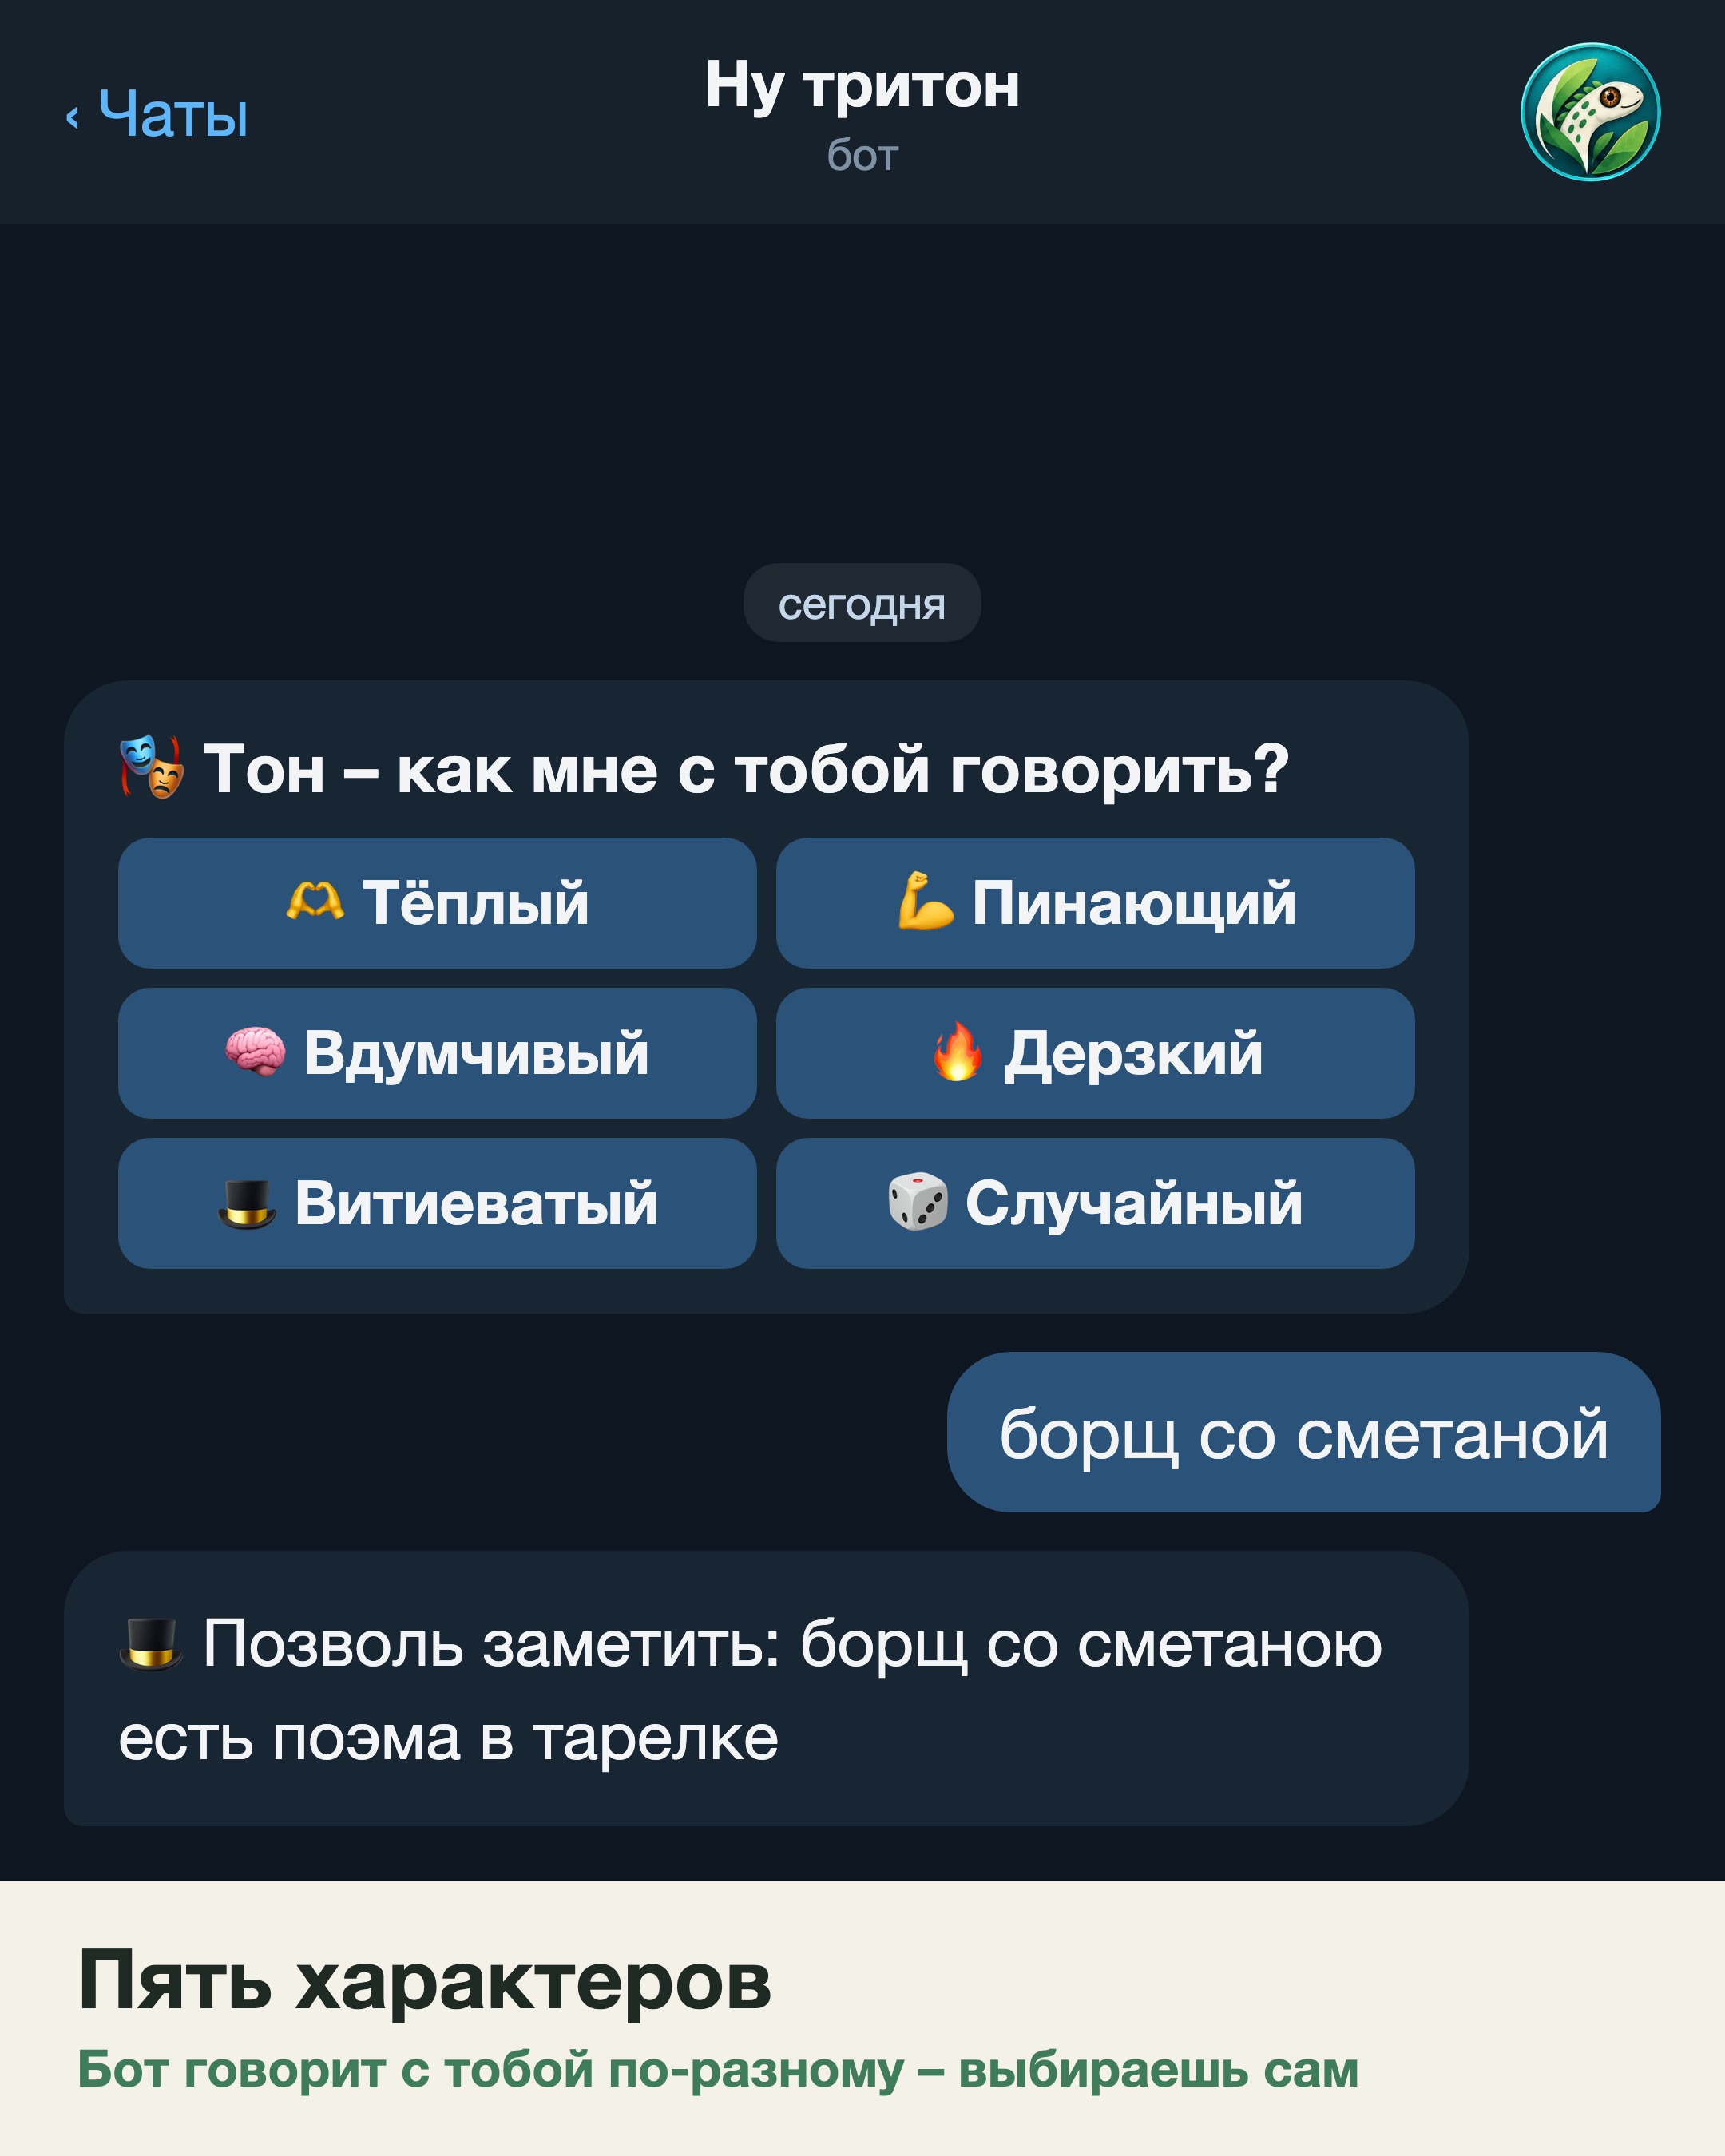 ‹ Чаты
Ну тритон
бот
сегодня
🎭 Тон – как мне с тобой говорить?
🫶 Тёплый
💪 Пинающий
🧠 Вдумчивый
🔥 Дерзкий
🎩 Витиеватый
🎲 Случайный
борщ со сметаной
🎩 Позволь заметить: борщ со сметаною
есть поэма в тарелке
Пять характеров
Бот говорит с тобой по-разному – выбираешь сам